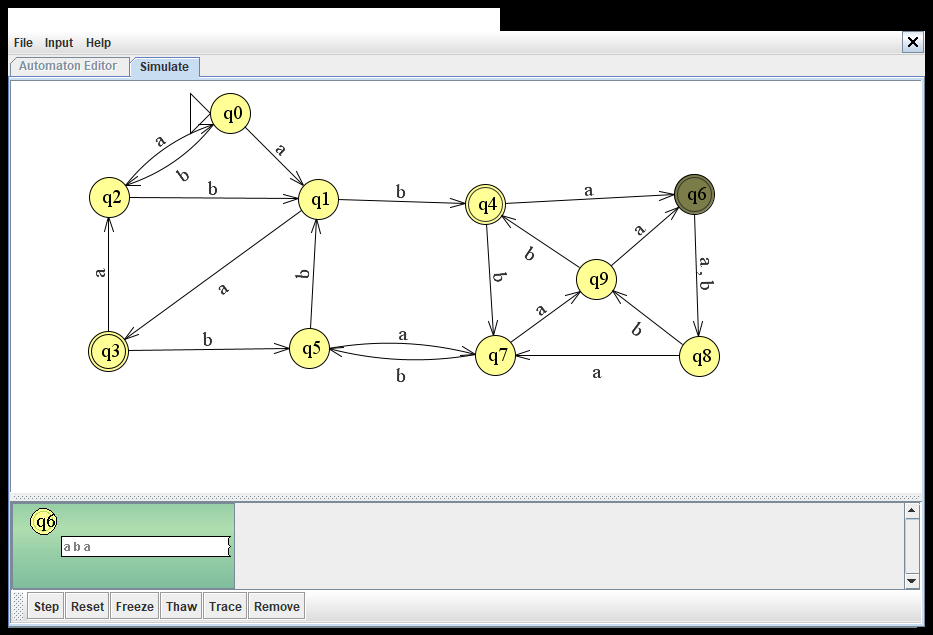 File Input Help
Automaton Editor Simulate
q0
a
a
b
q2
b
q1
b
q4
a
q6
a
a
b
b
a
b
q9
a
a , b
q3
b
q5
a
b
q7
a
b
a
q8
q6
a b a
Step Reset Freeze Thaw Trace Remove